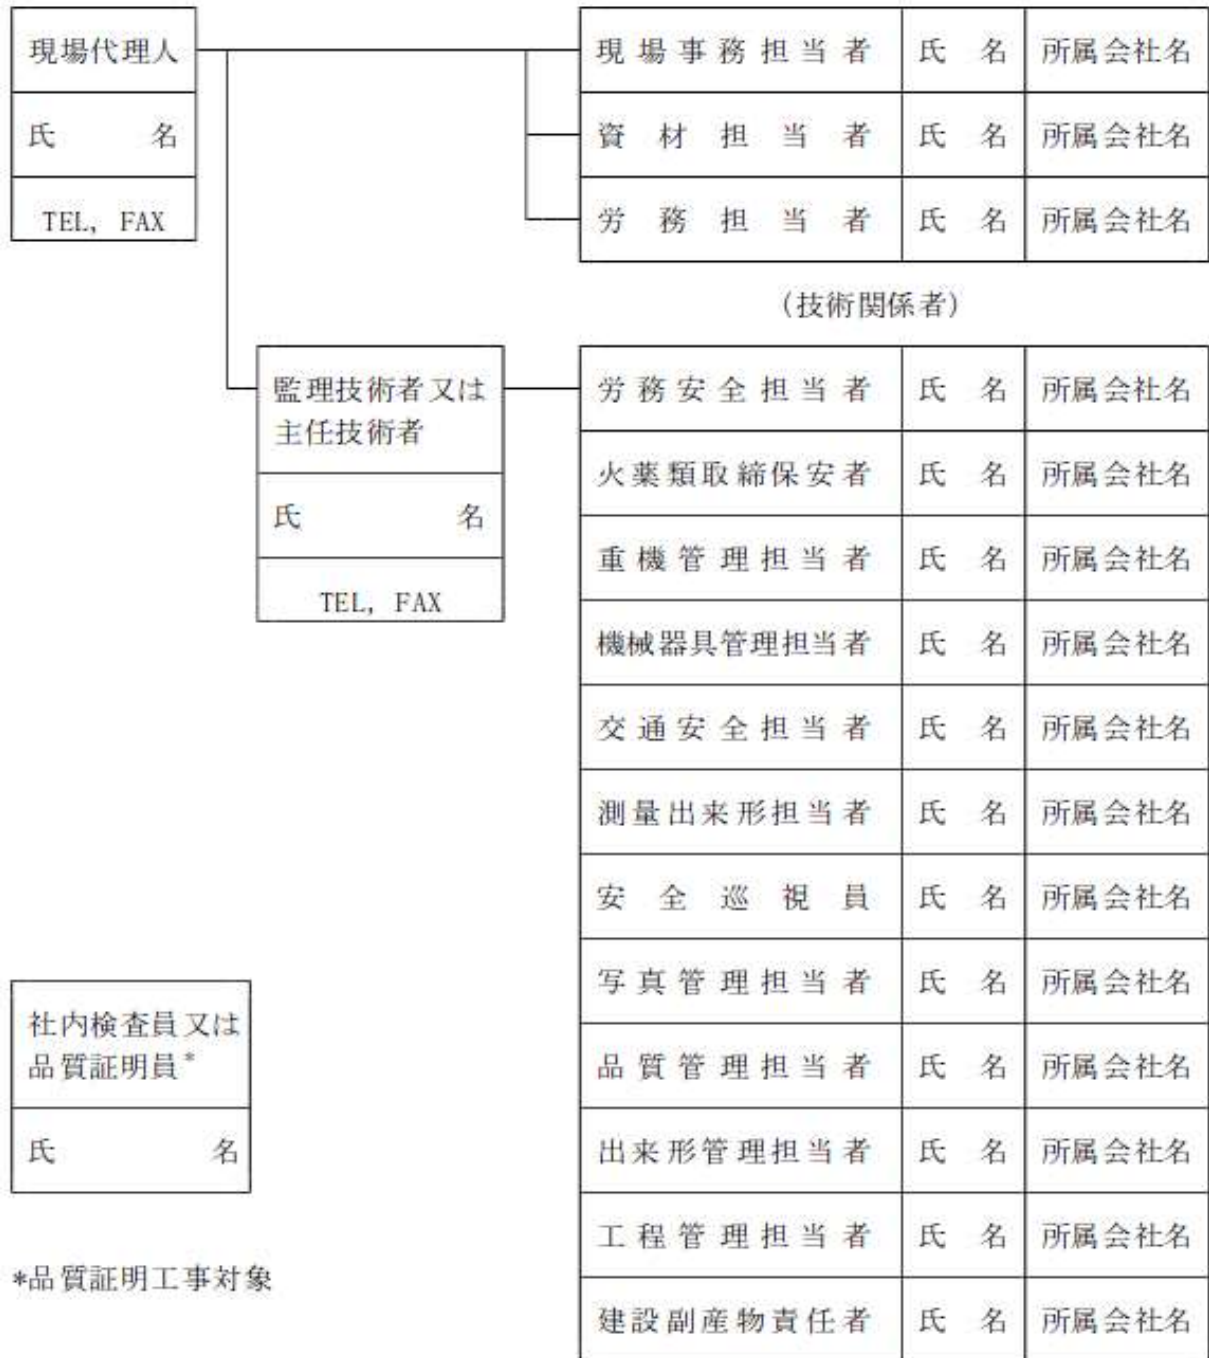 現場代理人
氏 名
TEL, FAX
現場事務担当者 氏 名 所属会社名
資材担当者 氏 名 所属会社名
労務担当者 氏 名 所属会社名
(技術関係者)
監理技術者又は
主任技術者
氏 名
TEL, FAX
労務安全担当者 氏 名 所属会社名
火薬類取締保安者 氏 名 所属会社名
重機管理担当者 氏 名 所属会社名
機械器具管理担当者 氏 名 所属会社名
交通安全担当者 氏 名 所属会社名
測量出来形担当者 氏 名 所属会社名
安全巡視員 氏 名 所属会社名
写真管理担当者 氏 名 所属会社名
品質管理担当者 氏 名 所属会社名
出来形管理担当者 氏 名 所属会社名
工程管理担当者 氏 名 所属会社名
建設副産物責任者 氏 名 所属会社名
社内検査員又は
品質証明員*
氏 名
*品質証明工事対象